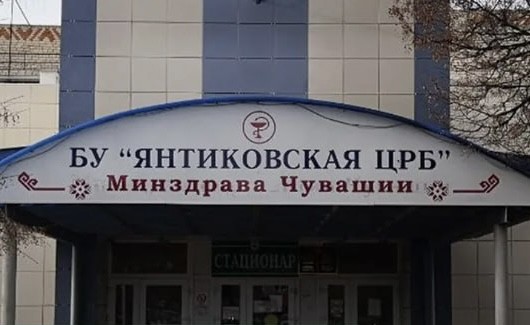 БУ "ЯНТИКОВСКАЯ ЦРБ"
Минздрава Чувашии
СТАЦИОНАР